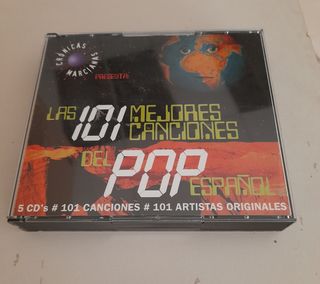 CRÓNICAS
MARCIANAS
PRESENTA:
LAS 101 MEJORES
CANCIONES
DEL POP
ESPAÑOL
5 CD's # 101 CANCIONES # 101 ARTISTAS ORIGINALES